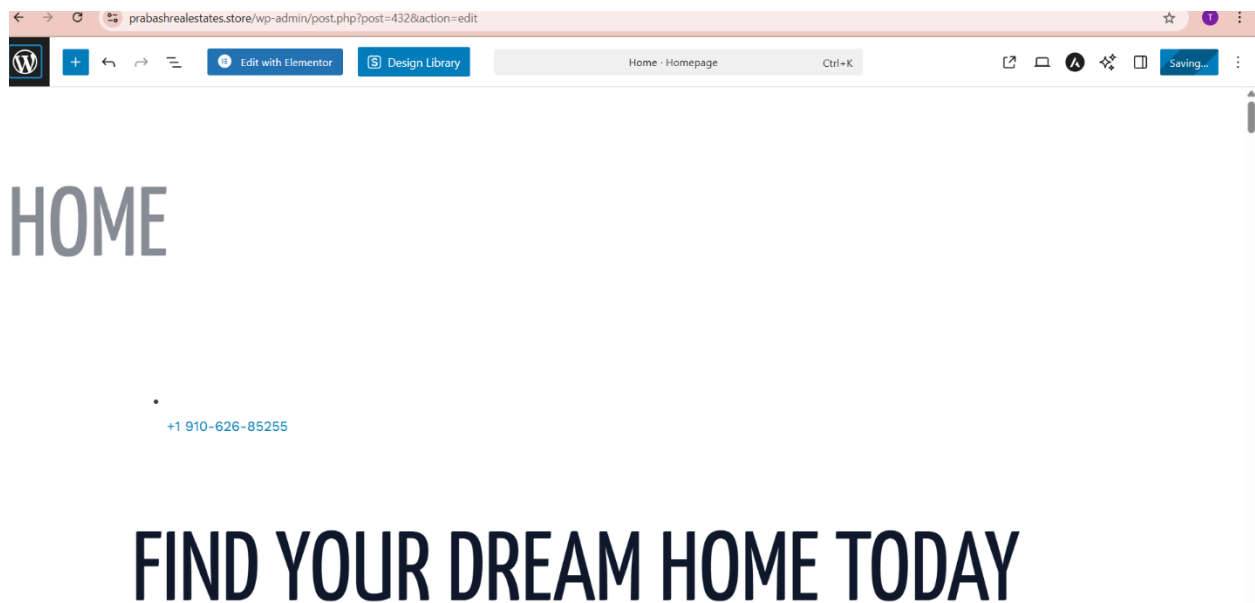 prabashrealestates.store/wp-admin/post.php?post=432&action=edit
T
Edit with Elementor
S Design Library
Home · Homepage
Ctrl+K
Saving...
HOME
+1 910-626-85255
FIND YOUR DREAM HOME TODAY